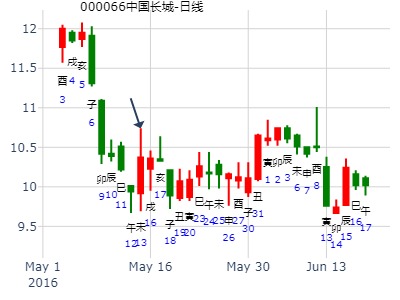 000066中国长城-日线
12
11.5
11
10.5
10
9.5
酉 3
戌 4
亥 5
子 6
卯 9
辰 10
巳 11
午 12
未 13
戌 16
亥 17
子 18
丑 19
寅 20
巳 23
午 24
未 25
申 26
酉 27
子 30
丑 31
寅 1
卯 2
辰 3
未 6
申 7
酉 8
寅 13
卯 14
辰 15
巳 16
午 17
May 1
2016
May 16
May 30
Jun 13